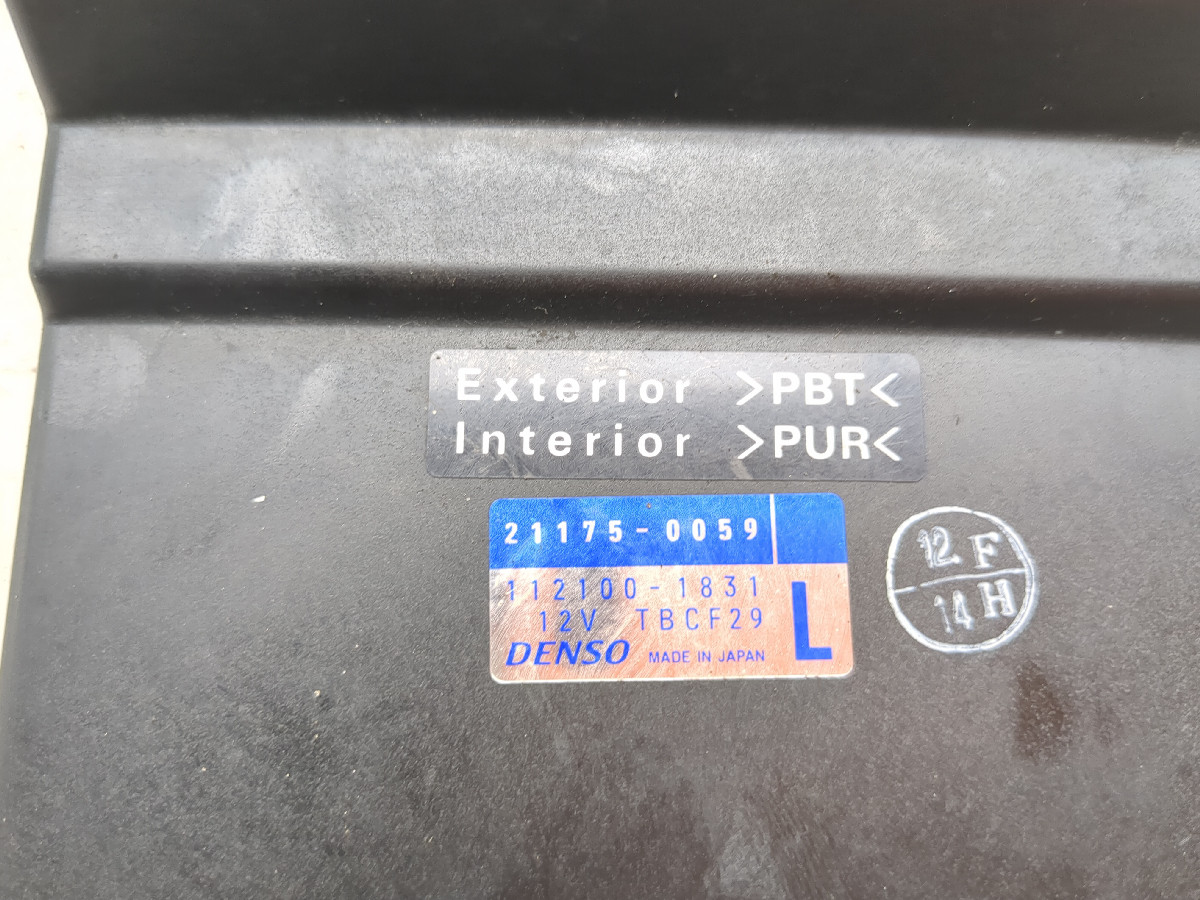 Exterior >PBT<
Interior >PUR<
21175-0059
112100-1831
12V TBCF29
L
DENSO MADE IN JAPAN
12 F
14 H